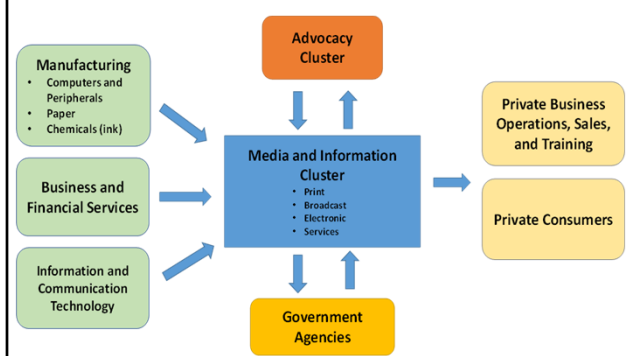 Advocacy
Cluster
Manufacturing
• Computers and
Peripherals
• Paper
• Chemicals (ink)
Business and
Financial Services
Information and
Communication
Technology
Media and Information
Cluster
• Print
• Broadcast
• Electronic
• Services
Government
Agencies
Private Business
Operations, Sales,
and Training
Private Consumers